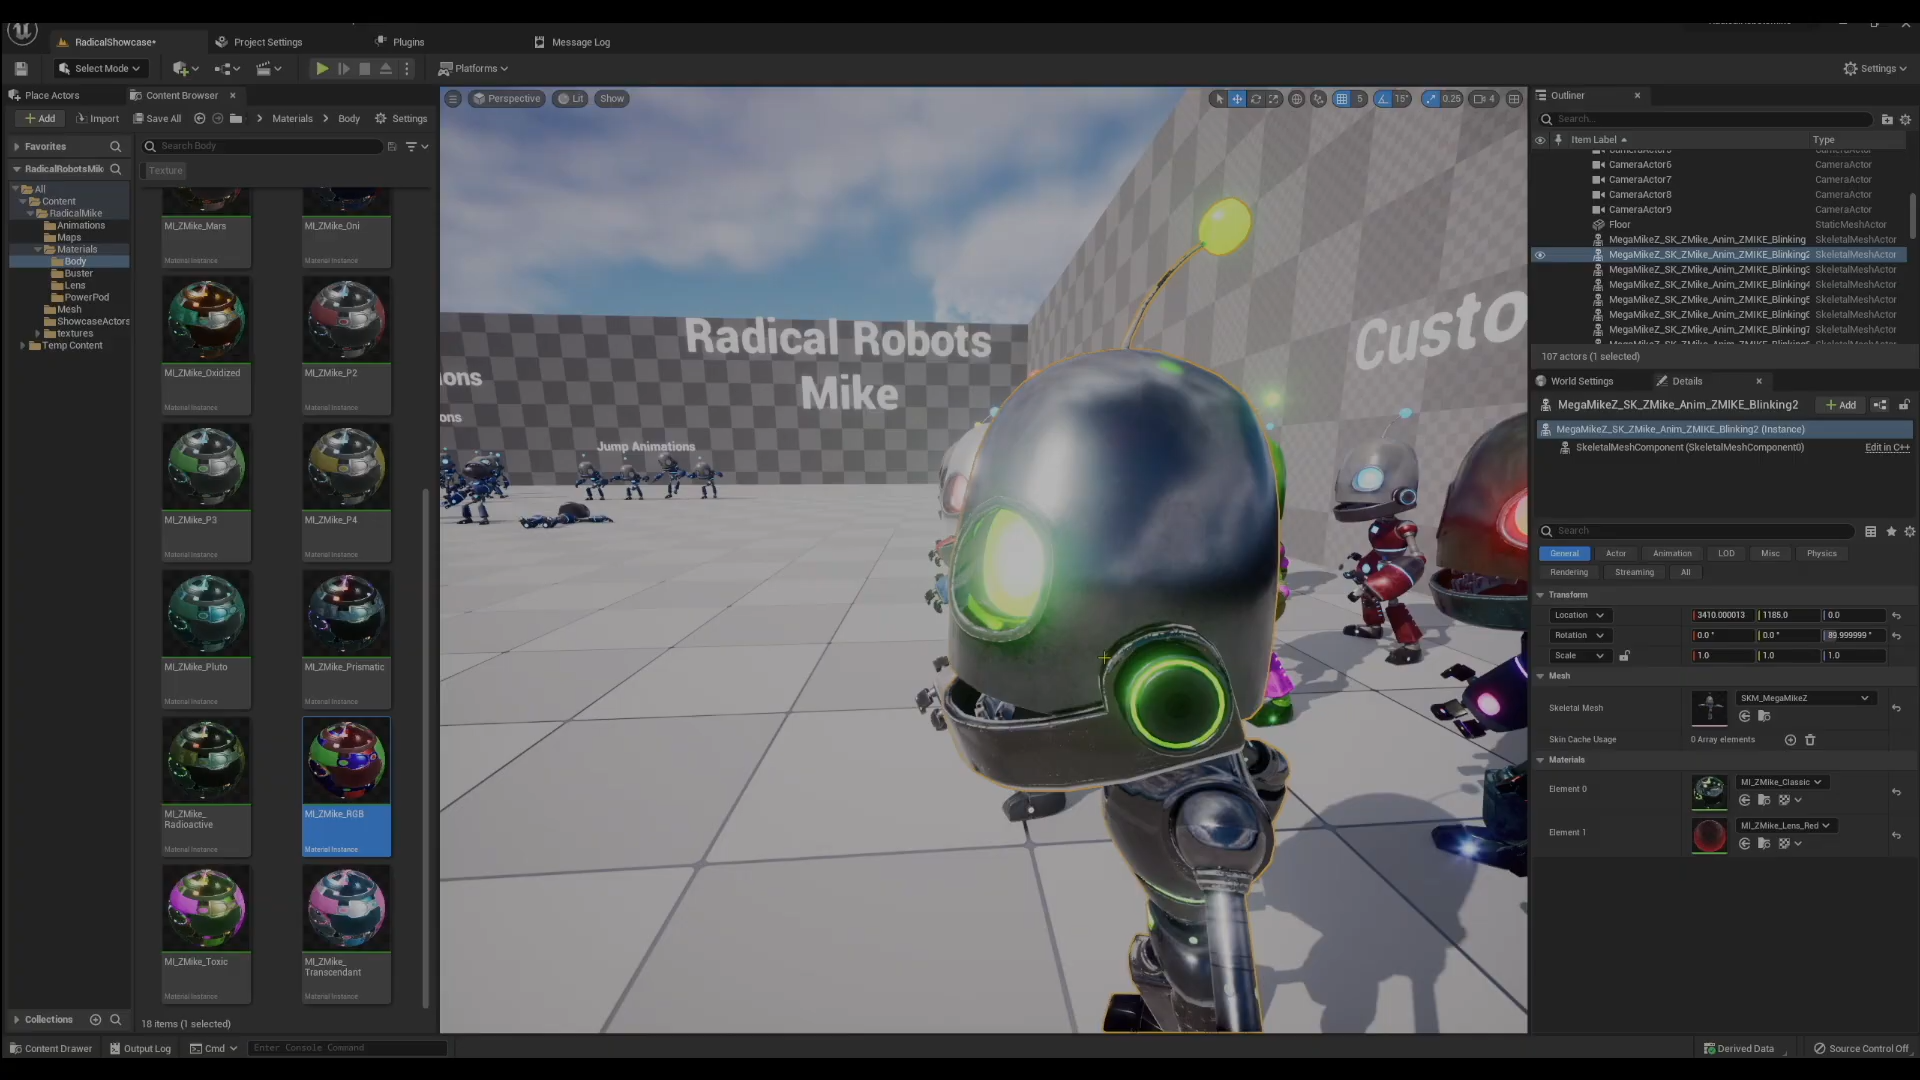 RadicalShowcase*
Project Settings
Plugins
Message Log
Select Mode
Platforms
Settings
Place Actors
Content Browser
Add
Import
Save All
Materials
Body
Settings
Favorites
Search Body
RadicalRobotsMik
Texture
All
Content
RadicalMike
Animations
Maps
Materials
Body
Buster
Lens
PowerPod
Mesh
ShowcaseActors
textures
Temp Content
MI_ZMike_Mars
Material Instance
MI_ZMike_Oni
Material Instance
MI_ZMike_Oxidized
Material Instance
MI_ZMike_P2
Material Instance
MI_ZMike_P3
Material Instance
MI_ZMike_P4
Material Instance
MI_ZMike_Pluto
Material Instance
MI_ZMike_Prismatic
Material Instance
MI_ZMike_
Radioactive
Material Instance
MI_ZMike_RGB
Material Instance
MI_ZMike_Toxic
Material Instance
MI_ZMike_
Transcendant
Material Instance
Collections
18 items (1 selected)
Content Drawer
Output Log
Cmd
Enter Console Command
Derived Data
Source Control Off
Perspective
Lit
Show
5
15°
0.25
4
Radical Robots
Mike
Custo
ons
ons
Jump Animations
Outliner
Search...
Item Label
Type
CameraActor6 CameraActor
CameraActor7 CameraActor
CameraActor8 CameraActor
CameraActor9 CameraActor
Floor StaticMeshActor
MegaMikeZ_SK_ZMike_Anim_ZMIKE_Blinking SkeletalMeshActor
MegaMikeZ_SK_ZMike_Anim_ZMIKE_Blinking2 SkeletalMeshActor
MegaMikeZ_SK_ZMike_Anim_ZMIKE_Blinking3 SkeletalMeshActor
MegaMikeZ_SK_ZMike_Anim_ZMIKE_Blinking4 SkeletalMeshActor
MegaMikeZ_SK_ZMike_Anim_ZMIKE_Blinking5 SkeletalMeshActor
MegaMikeZ_SK_ZMike_Anim_ZMIKE_Blinking6 SkeletalMeshActor
MegaMikeZ_SK_ZMike_Anim_ZMIKE_Blinking7 SkeletalMeshActor
107 actors (1 selected)
World Settings
Details
MegaMikeZ_SK_ZMike_Anim_ZMIKE_Blinking2
Add
MegaMikeZ_SK_ZMike_Anim_ZMIKE_Blinking2 (Instance)
SkeletalMeshComponent (SkeletalMeshComponent0)
Edit in C++
Search
General
Actor
Animation
LOD
Misc
Physics
Rendering
Streaming
All
Transform
Location 3410.000013 1185.0 0.0
Rotation 0.0 ° 0.0 ° 89.999999 °
Scale 1.0 1.0 1.0
Mesh
Skeletal Mesh
SKM_MegaMikeZ
Skin Cache Usage
0 Array elements
Materials
Element 0
MI_ZMike_Classic
Element 1
MI_ZMike_Lens_Red